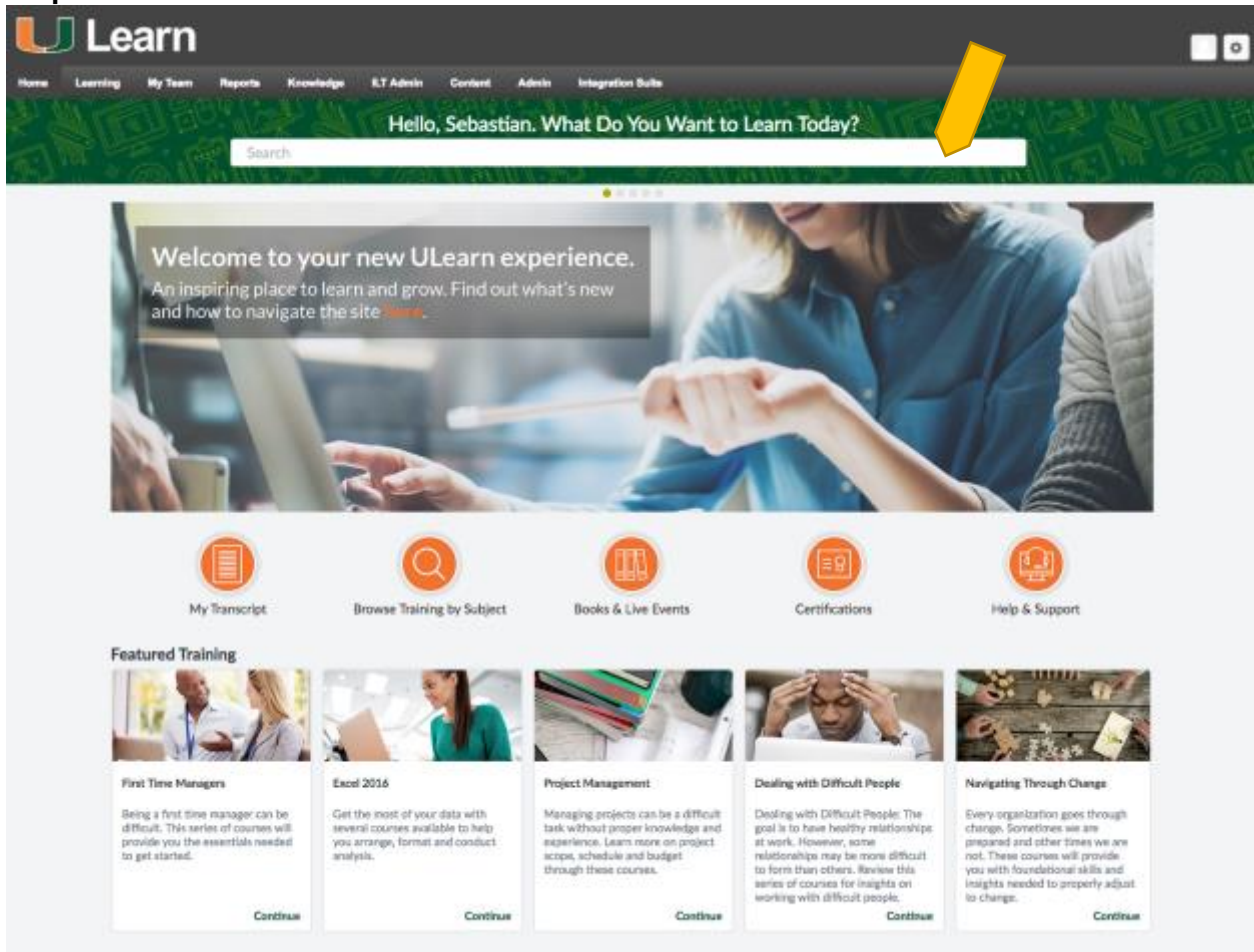 U Learn
Home Learning My Team Reports Knowledge ILT Admin Content Admin Integration Suite
Hello, Sebastian. What Do You Want to Learn Today?
Search
Welcome to your new ULearn experience.
An inspiring place to learn and grow. Find out what's new
and how to navigate the site here.
My Transcript
Browse Training by Subject
Books & Live Events
Certifications
Help & Support
Featured Training
First Time Managers
Being a first time manager can be
difficult. This series of courses will
provide you the essentials needed
to get started.
Continue
Excel 2016
Get the most of your data with
several courses available to help
you arrange, format and conduct
analysis.
Continue
Project Management
Managing projects can be a difficult
task without proper knowledge and
experience. Learn more on project
scope, schedule and budget
through these courses.
Continue
Dealing with Difficult People
Dealing with Difficult People: The
goal is to have healthy relationships
at work. However, some
relationships may be more difficult
to form than others. Review this
series of courses for insights on
working with difficult people.
Continue
Navigating Through Change
Every organization goes through
change. Sometimes we are
prepared and other times we are
not. These courses will provide
you with foundational skills and
insights needed to properly adjust
to change.
Continue